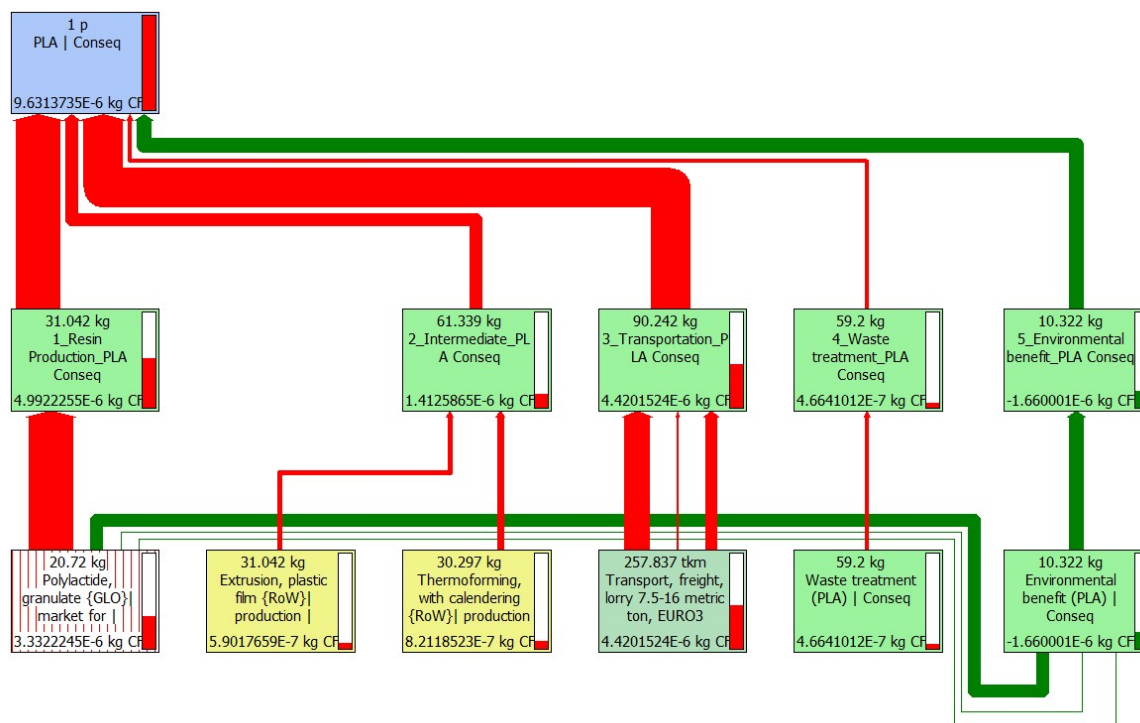 1 p
PLA | Conseq
9.6313735E-6 kg CF
31.042 kg
1_Resin
Production_PLA
Conseq
4.9922255E-6 kg CF
61.339 kg
2_Intermediate_PL
A Conseq
1.4125865E-6 kg CF
90.242 kg
3_Transportation_P
LA Conseq
4.4201524E-6 kg CF
59.2 kg
4_Waste
treatment_PLA
Conseq
4.6641012E-7 kg CF
10.322 kg
5_Environmental
benefit_PLA Conseq
-1.660001E-6 kg CF
20.72 kg
Polylactide,
granulate {GLO}|
market for |
3.3322245E-6 kg CF
31.042 kg
Extrusion, plastic
film {RoW}|
production |
5.9017659E-7 kg CF
30.297 kg
Thermoforming,
with calendering
{RoW}| production
8.2118523E-7 kg CF
257.837 tkm
Transport, freight,
lorry 7.5-16 metric
ton, EURO3
4.4201524E-6 kg CF
59.2 kg
Waste treatment
(PLA) | Conseq
4.6641012E-7 kg CF
10.322 kg
Environmental
benefit (PLA) |
Conseq
-1.660001E-6 kg CF